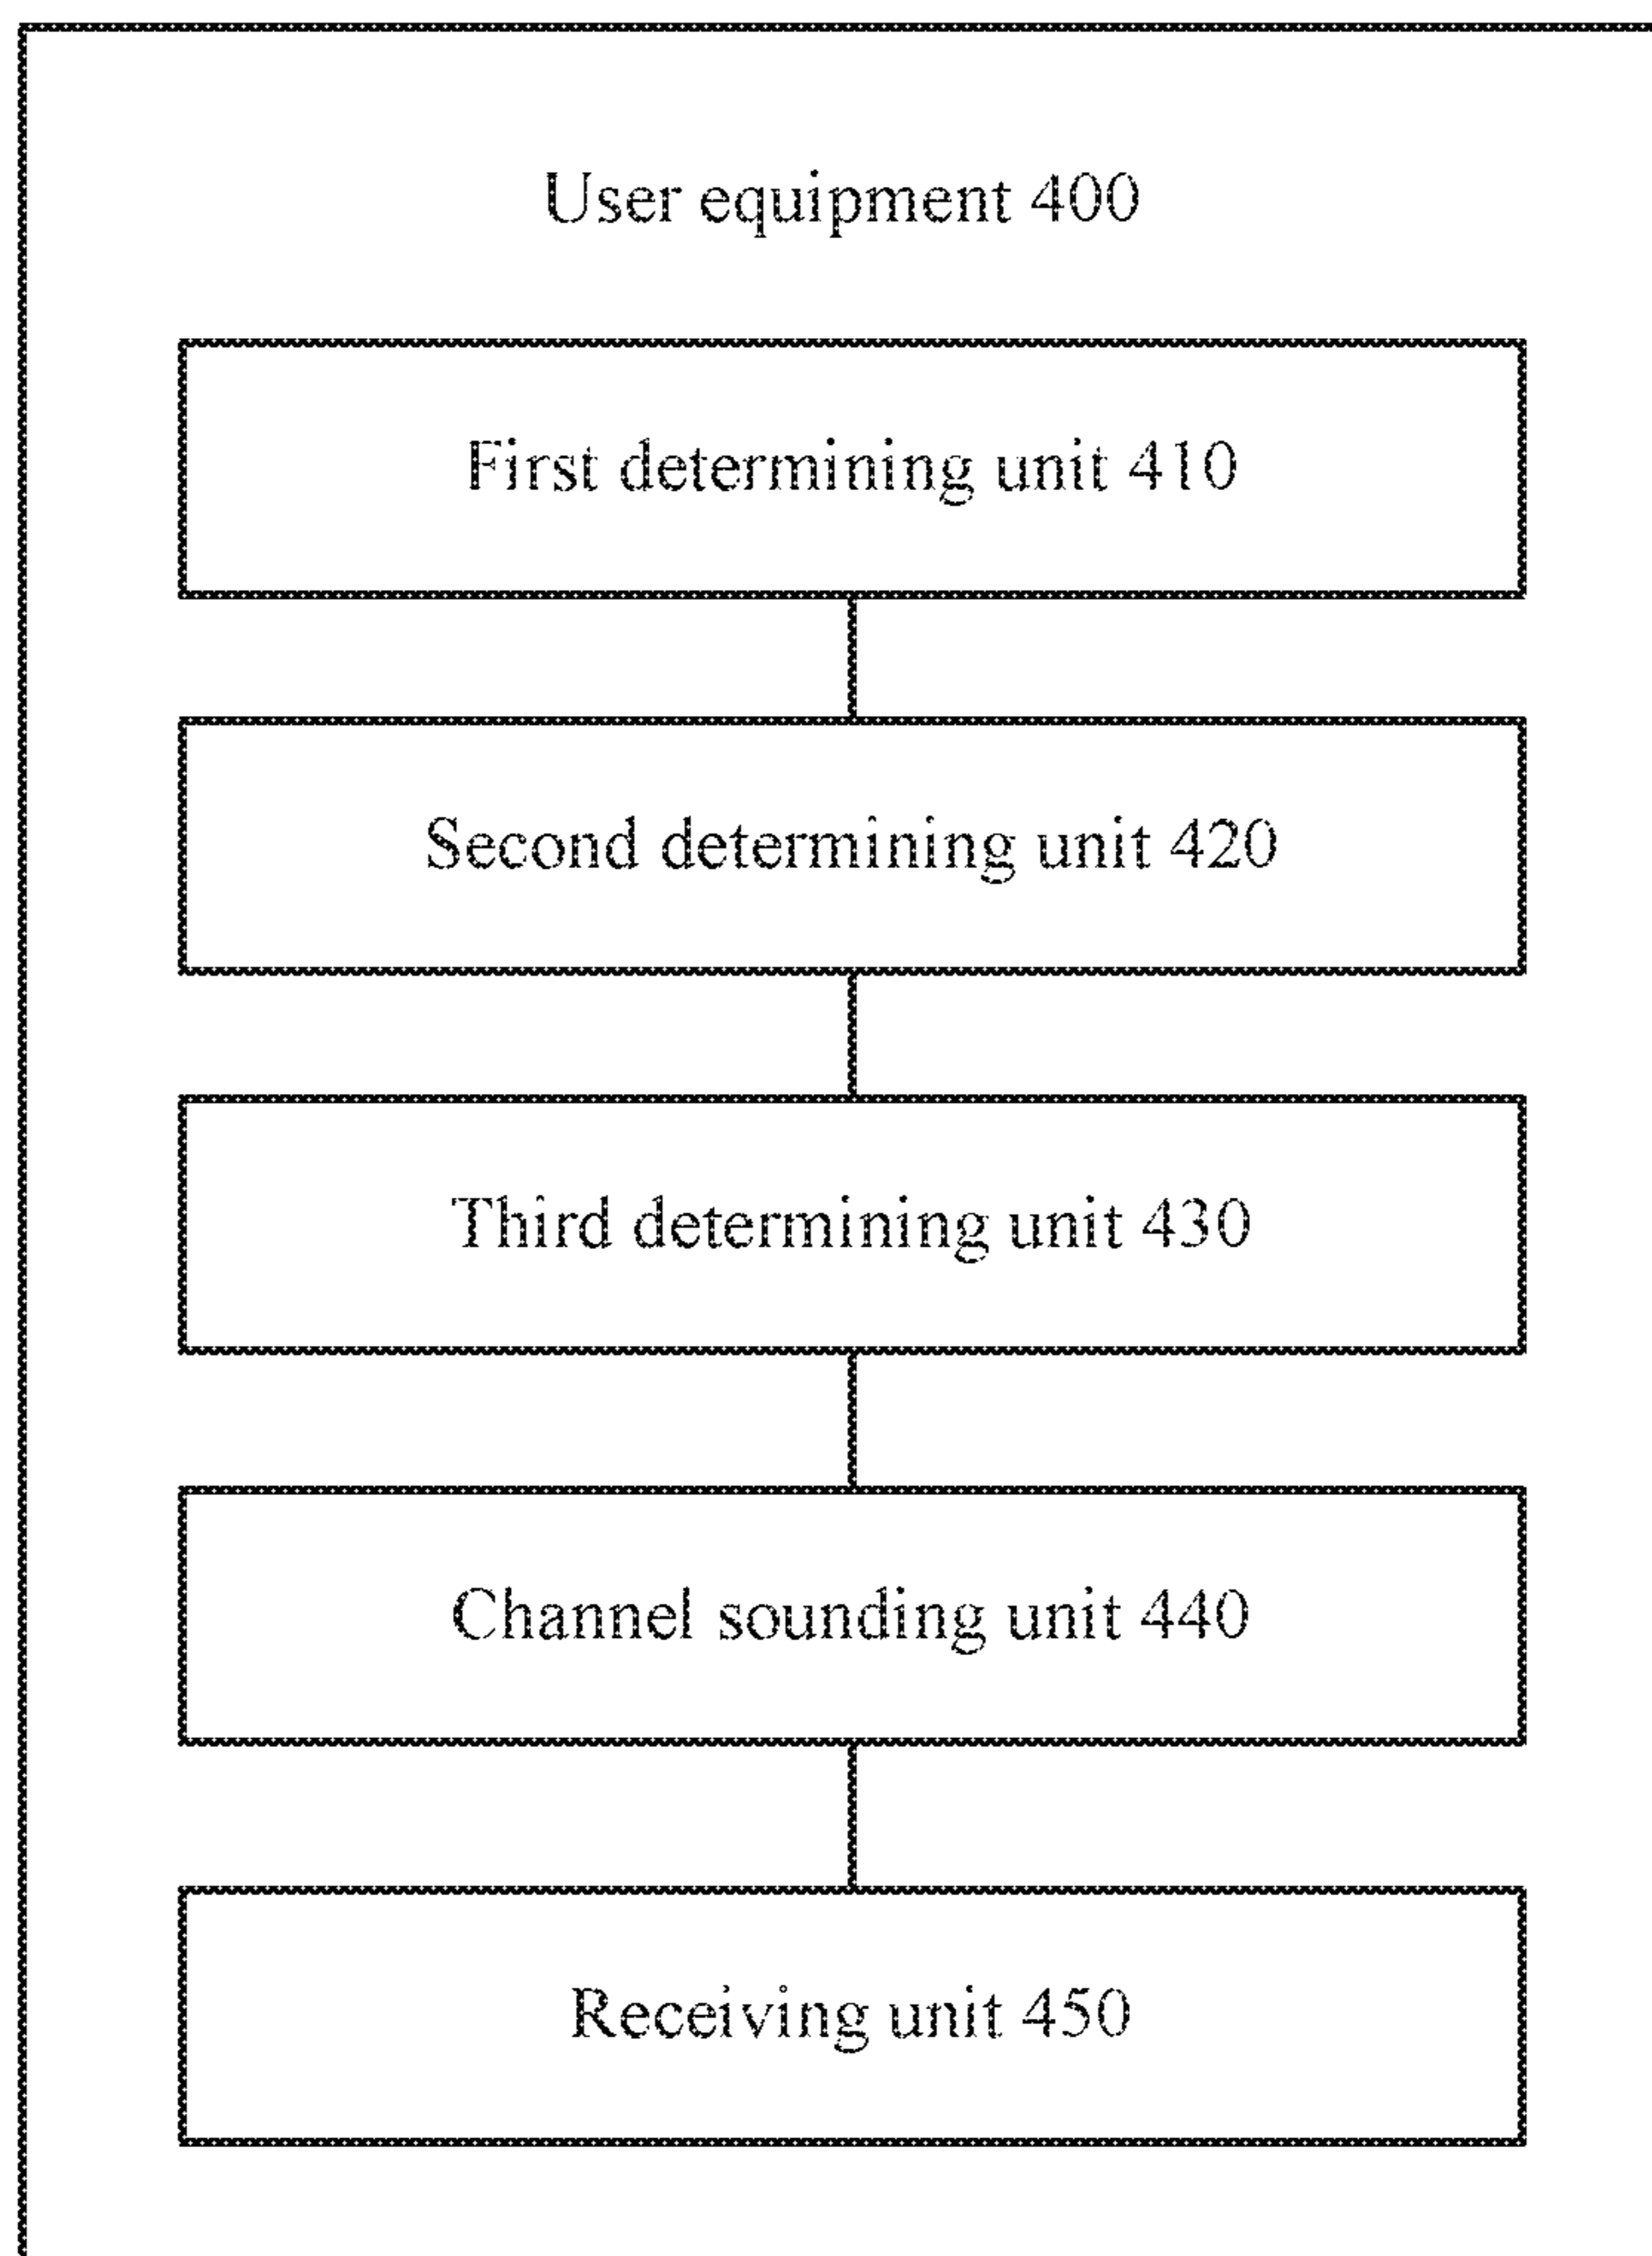 User equipment 400
First determining unit 410
Second determining unit 420
Third determining unit 430
Channel sounding unit 440
Receiving unit 450